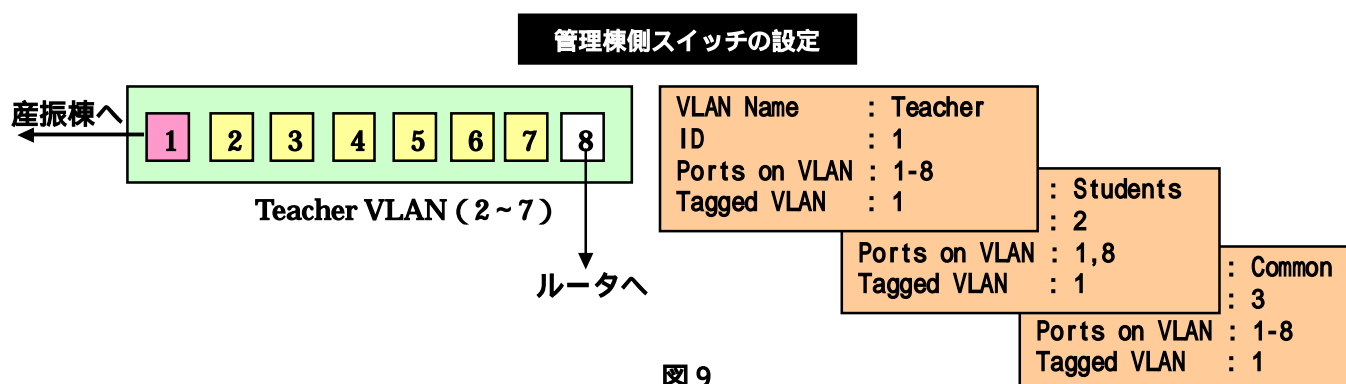 管理棟側スイッチの設定
産振棟へ
1 2 3 4 5 6 7 8
Teacher VLAN ( 2 ~ 7 )
ルータへ
VLAN Name : Teacher
ID : 1
Ports on VLAN : 1-8
Tagged VLAN : 1
: Students
: 2
Ports on VLAN : 1,8
Tagged VLAN : 1
: Common
: 3
Ports on VLAN : 1-8
Tagged VLAN : 1
図 9